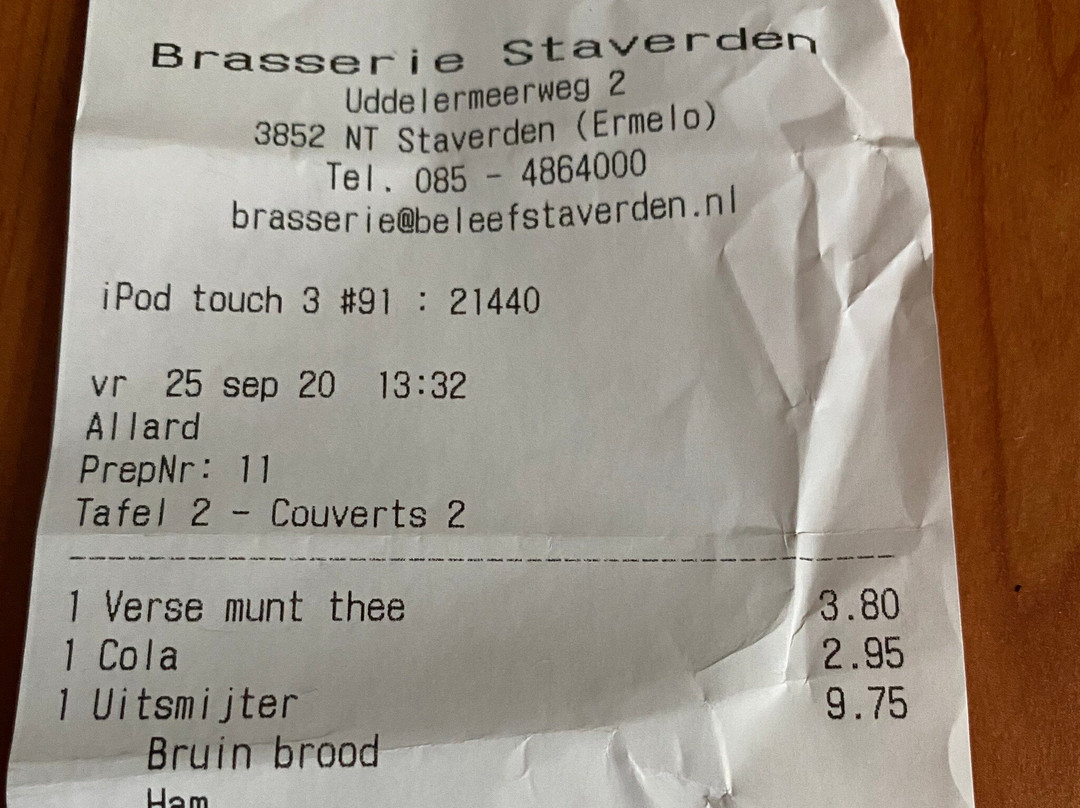 Brasserie Staverden
Uddelermeerweg 2
3852 NT Staverden (Ermelo)
Tel. 085 - 4864000
brasserie@beleefstaverden.nl
iPod touch 3 #91 : 21440
vr 25 sep 20 13:32
Allard
PrepNr: 11
Tafel 2 - Couverts 2
1 Verse munt thee 3.80
1 Cola 2.95
1 Uitsmijter 9.75
Bruin brood
Ham